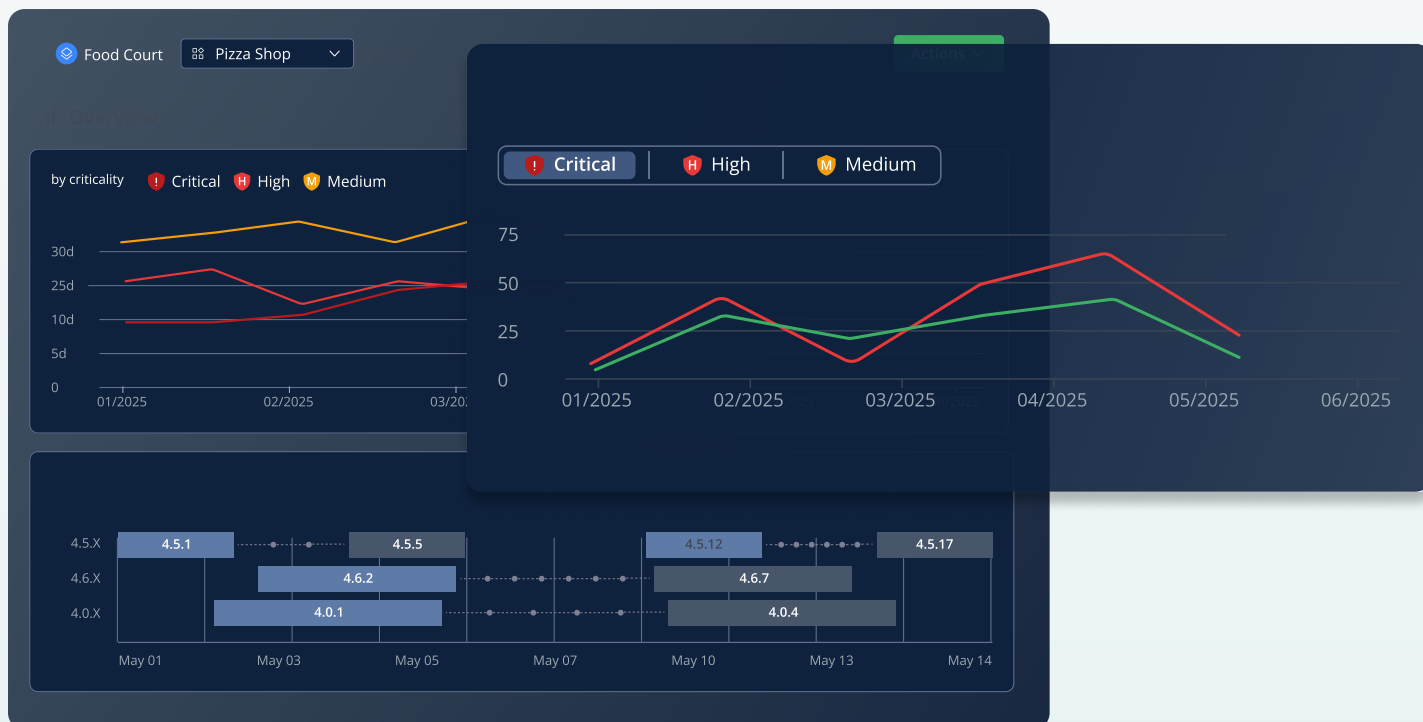 Food Court
Pizza Shop
Actions
Overview
by criticality
! Critical
H High
M Medium
30d
25d
10d
5d
0
01/2025
02/2025
03/202
! Critical
H High
M Medium
75
50
25
0
01/2025
02/2025
03/2025
04/2025
05/2025
06/2025
4.5.X
4.5.1
4.5.5
4.5.12
4.5.17
4.6.X
4.6.2
4.6.7
4.0.X
4.0.1
4.0.4
May 01
May 03
May 05
May 07
May 10
May 13
May 14